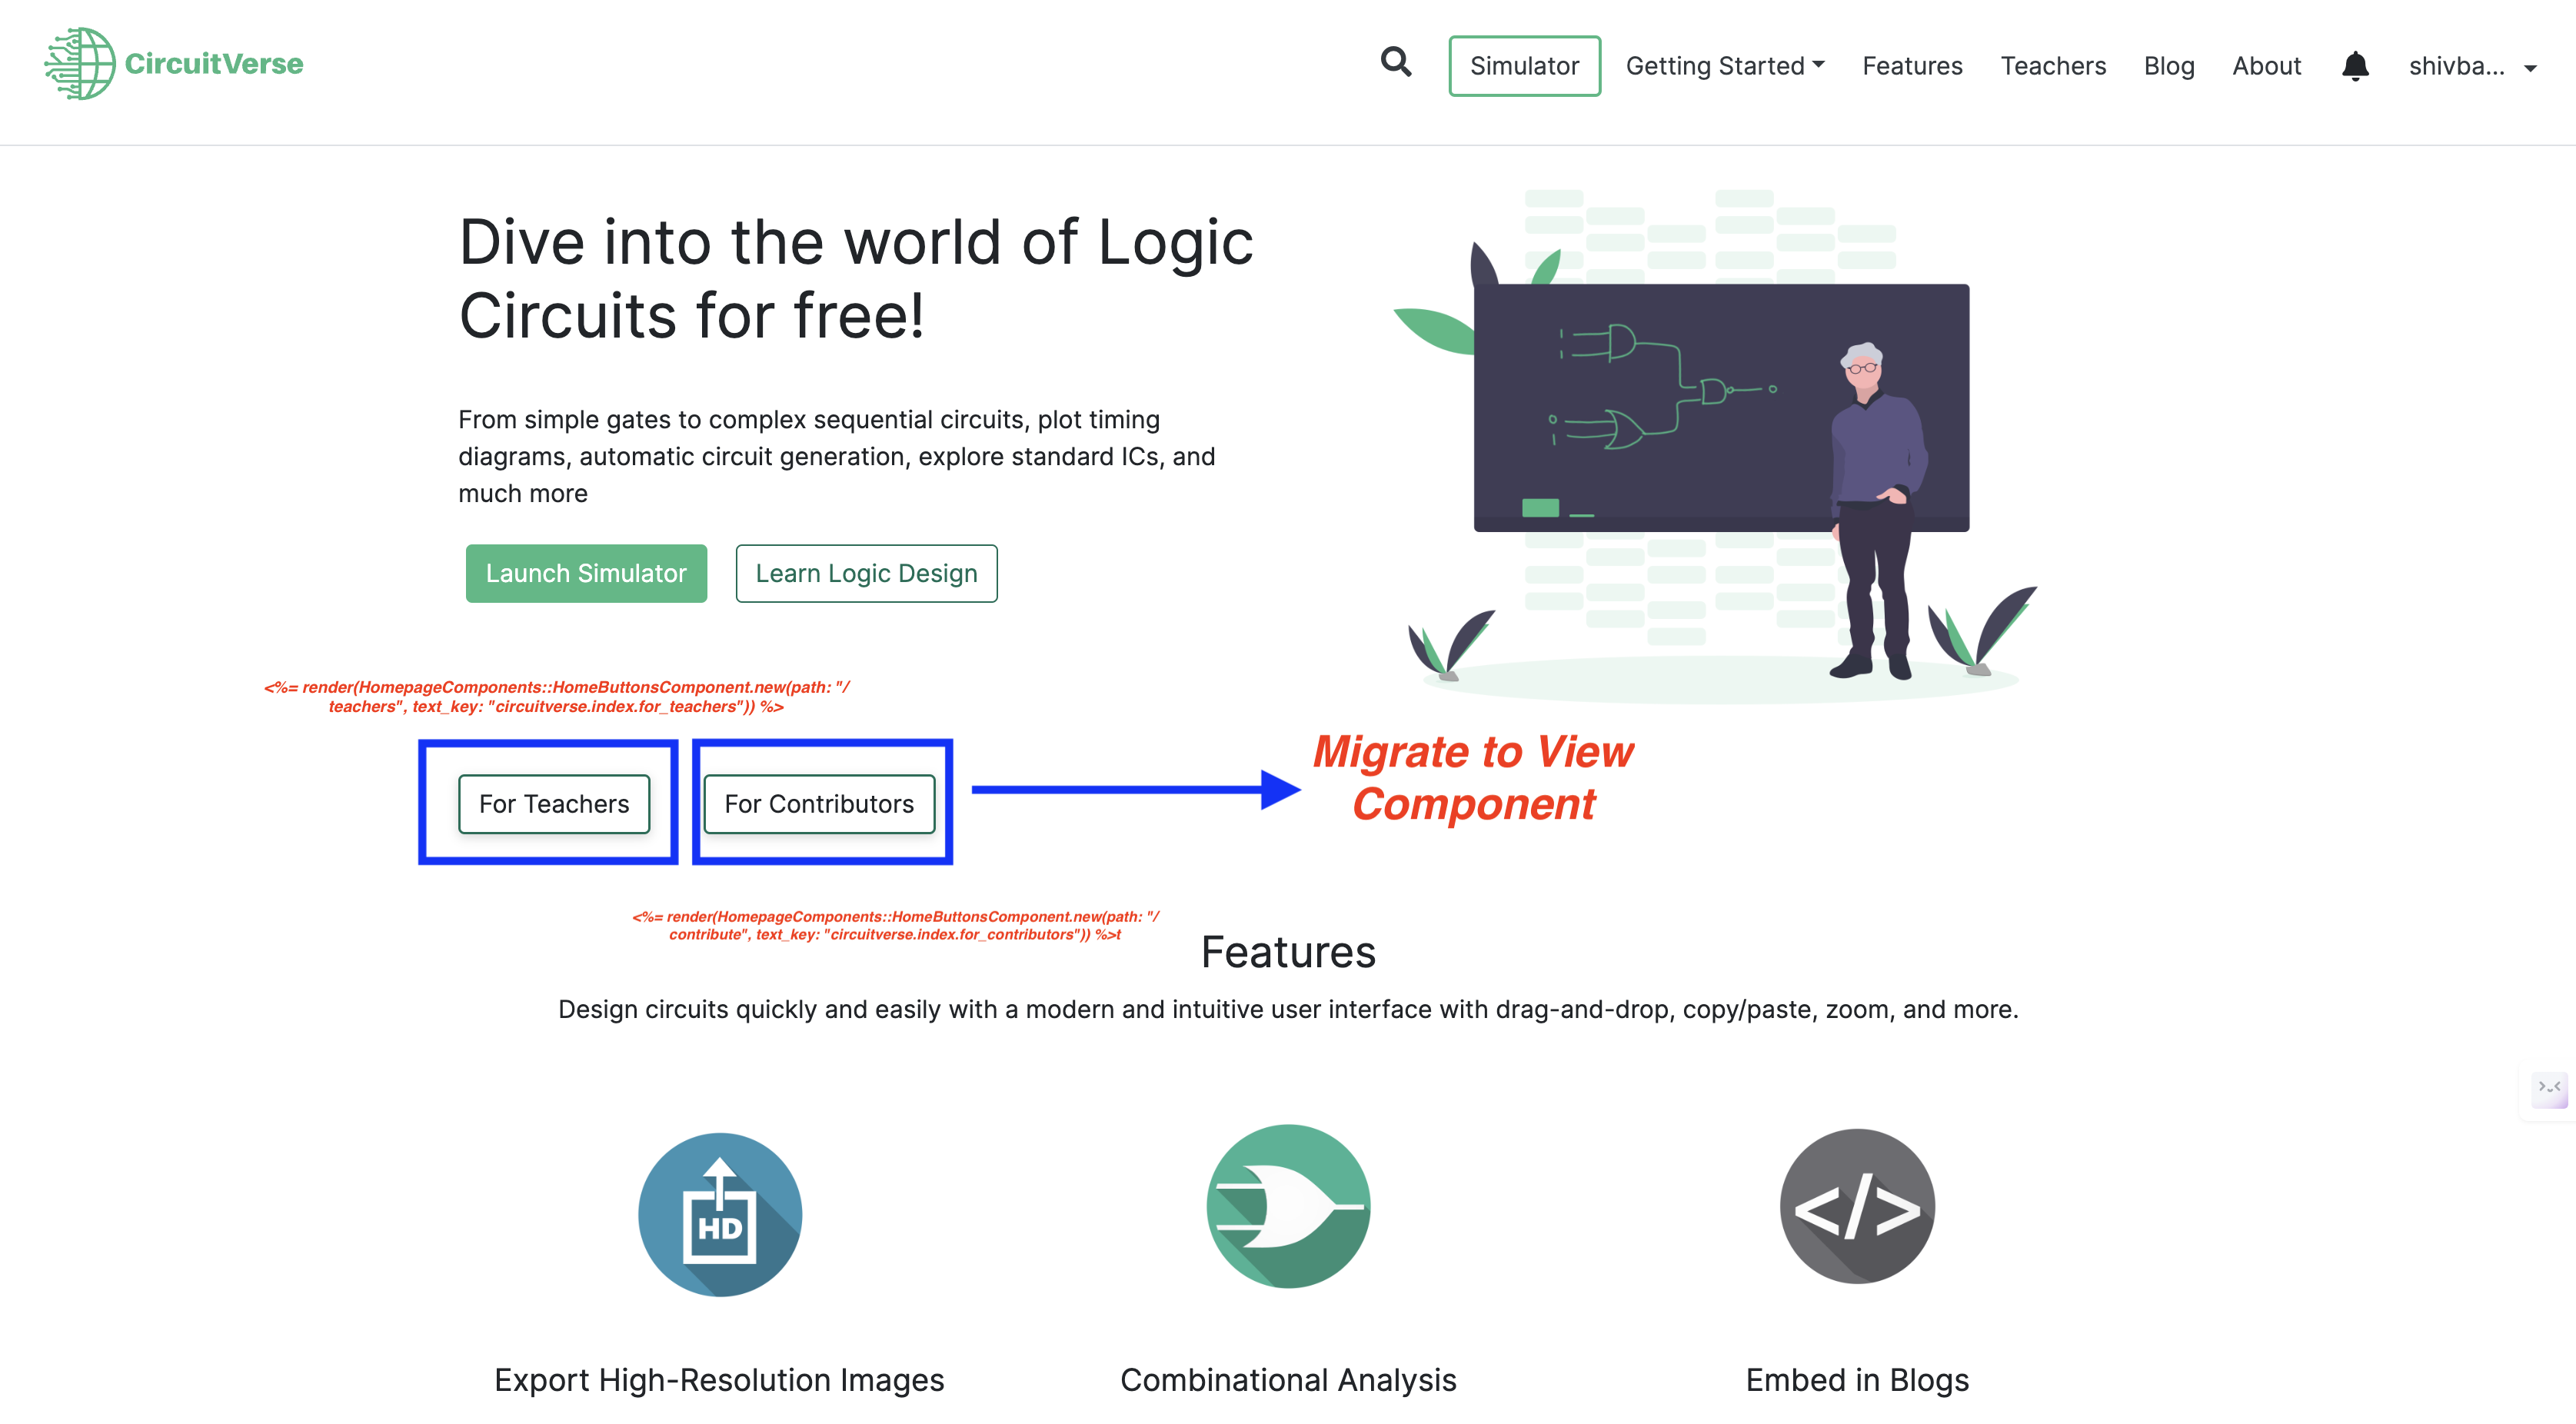 CircuitVerse
Simulator
Getting Started
Features
Teachers
Blog
About
shivba...
Dive into the world of Logic
Circuits for free!
From simple gates to complex sequential circuits, plot timing
diagrams, automatic circuit generation, explore standard ICs, and
much more
Launch Simulator
Learn Logic Design
<%= render(HomepageComponents::HomeButtonsComponent.new(path: "/
teachers", text_key: "circuitverse.index.for_teachers")) %>
For Teachers
For Contributors
Migrate to View
Component
<%= render(HomepageComponents::HomeButtonsComponent.new(path: "/
contribute", text_key: "circuitverse.index.for_contributors")) %>t
Features
Design circuits quickly and easily with a modern and intuitive user interface with drag-and-drop, copy/paste, zoom, and more.
HD
</>
Export High-Resolution Images
Combinational Analysis
Embed in Blogs